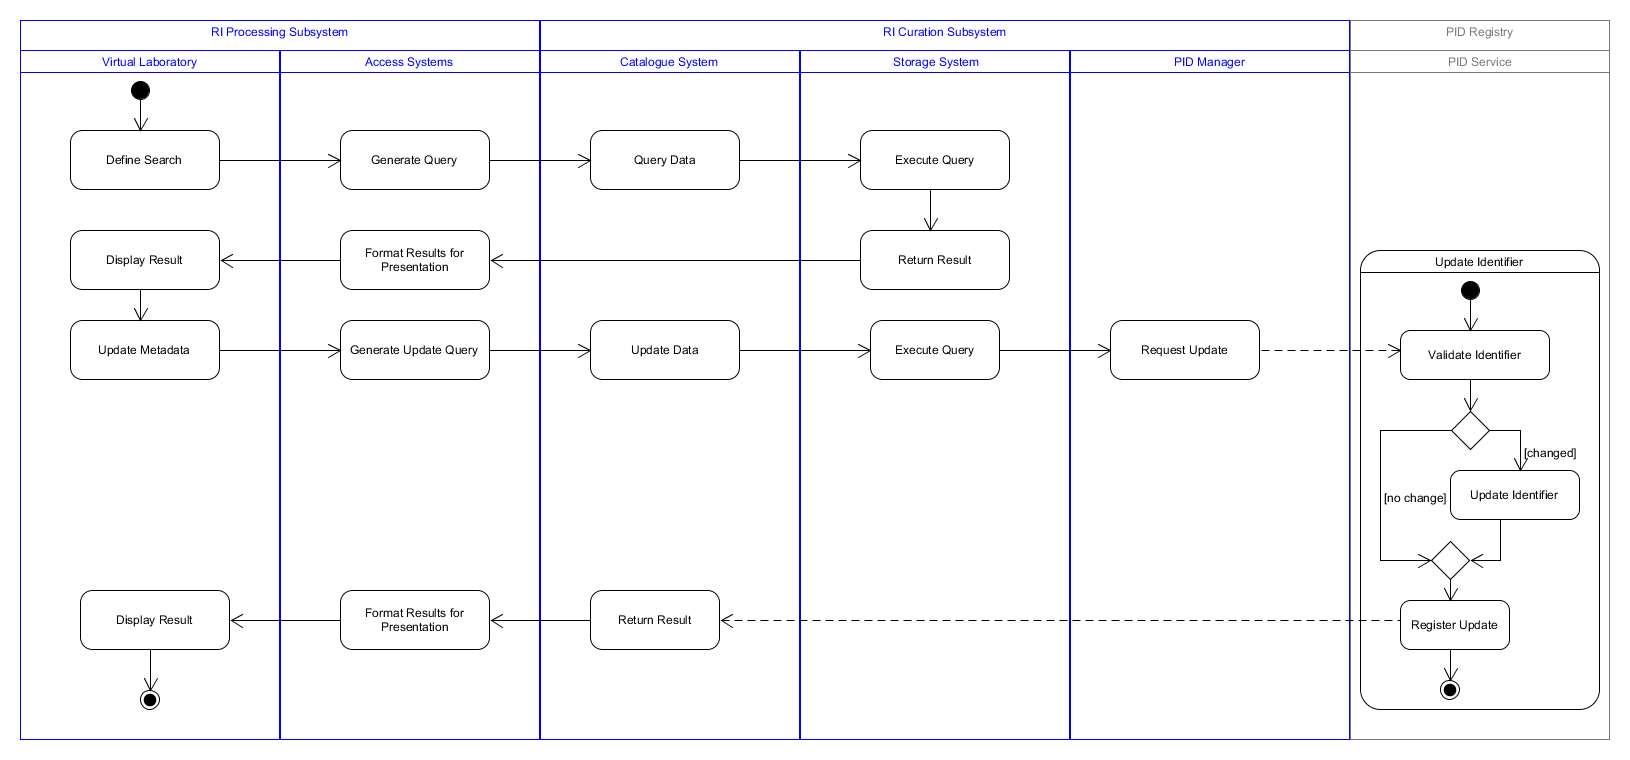 RI Processing Subsystem
RI Curation Subsystem
PID Registry
Virtual Laboratory
Access Systems
Catalogue System
Storage System
PID Manager
PID Service
Define Search
Generate Query
Query Data
Execute Query
Display Result
Format Results for
Presentation
Return Result
Update Identifier
Update Metadata
Generate Update Query
Update Data
Execute Query
Request Update
Validate Identifier
[changed]
[no change]
Update Identifier
Display Result
Format Results for
Presentation
Return Result
Register Update